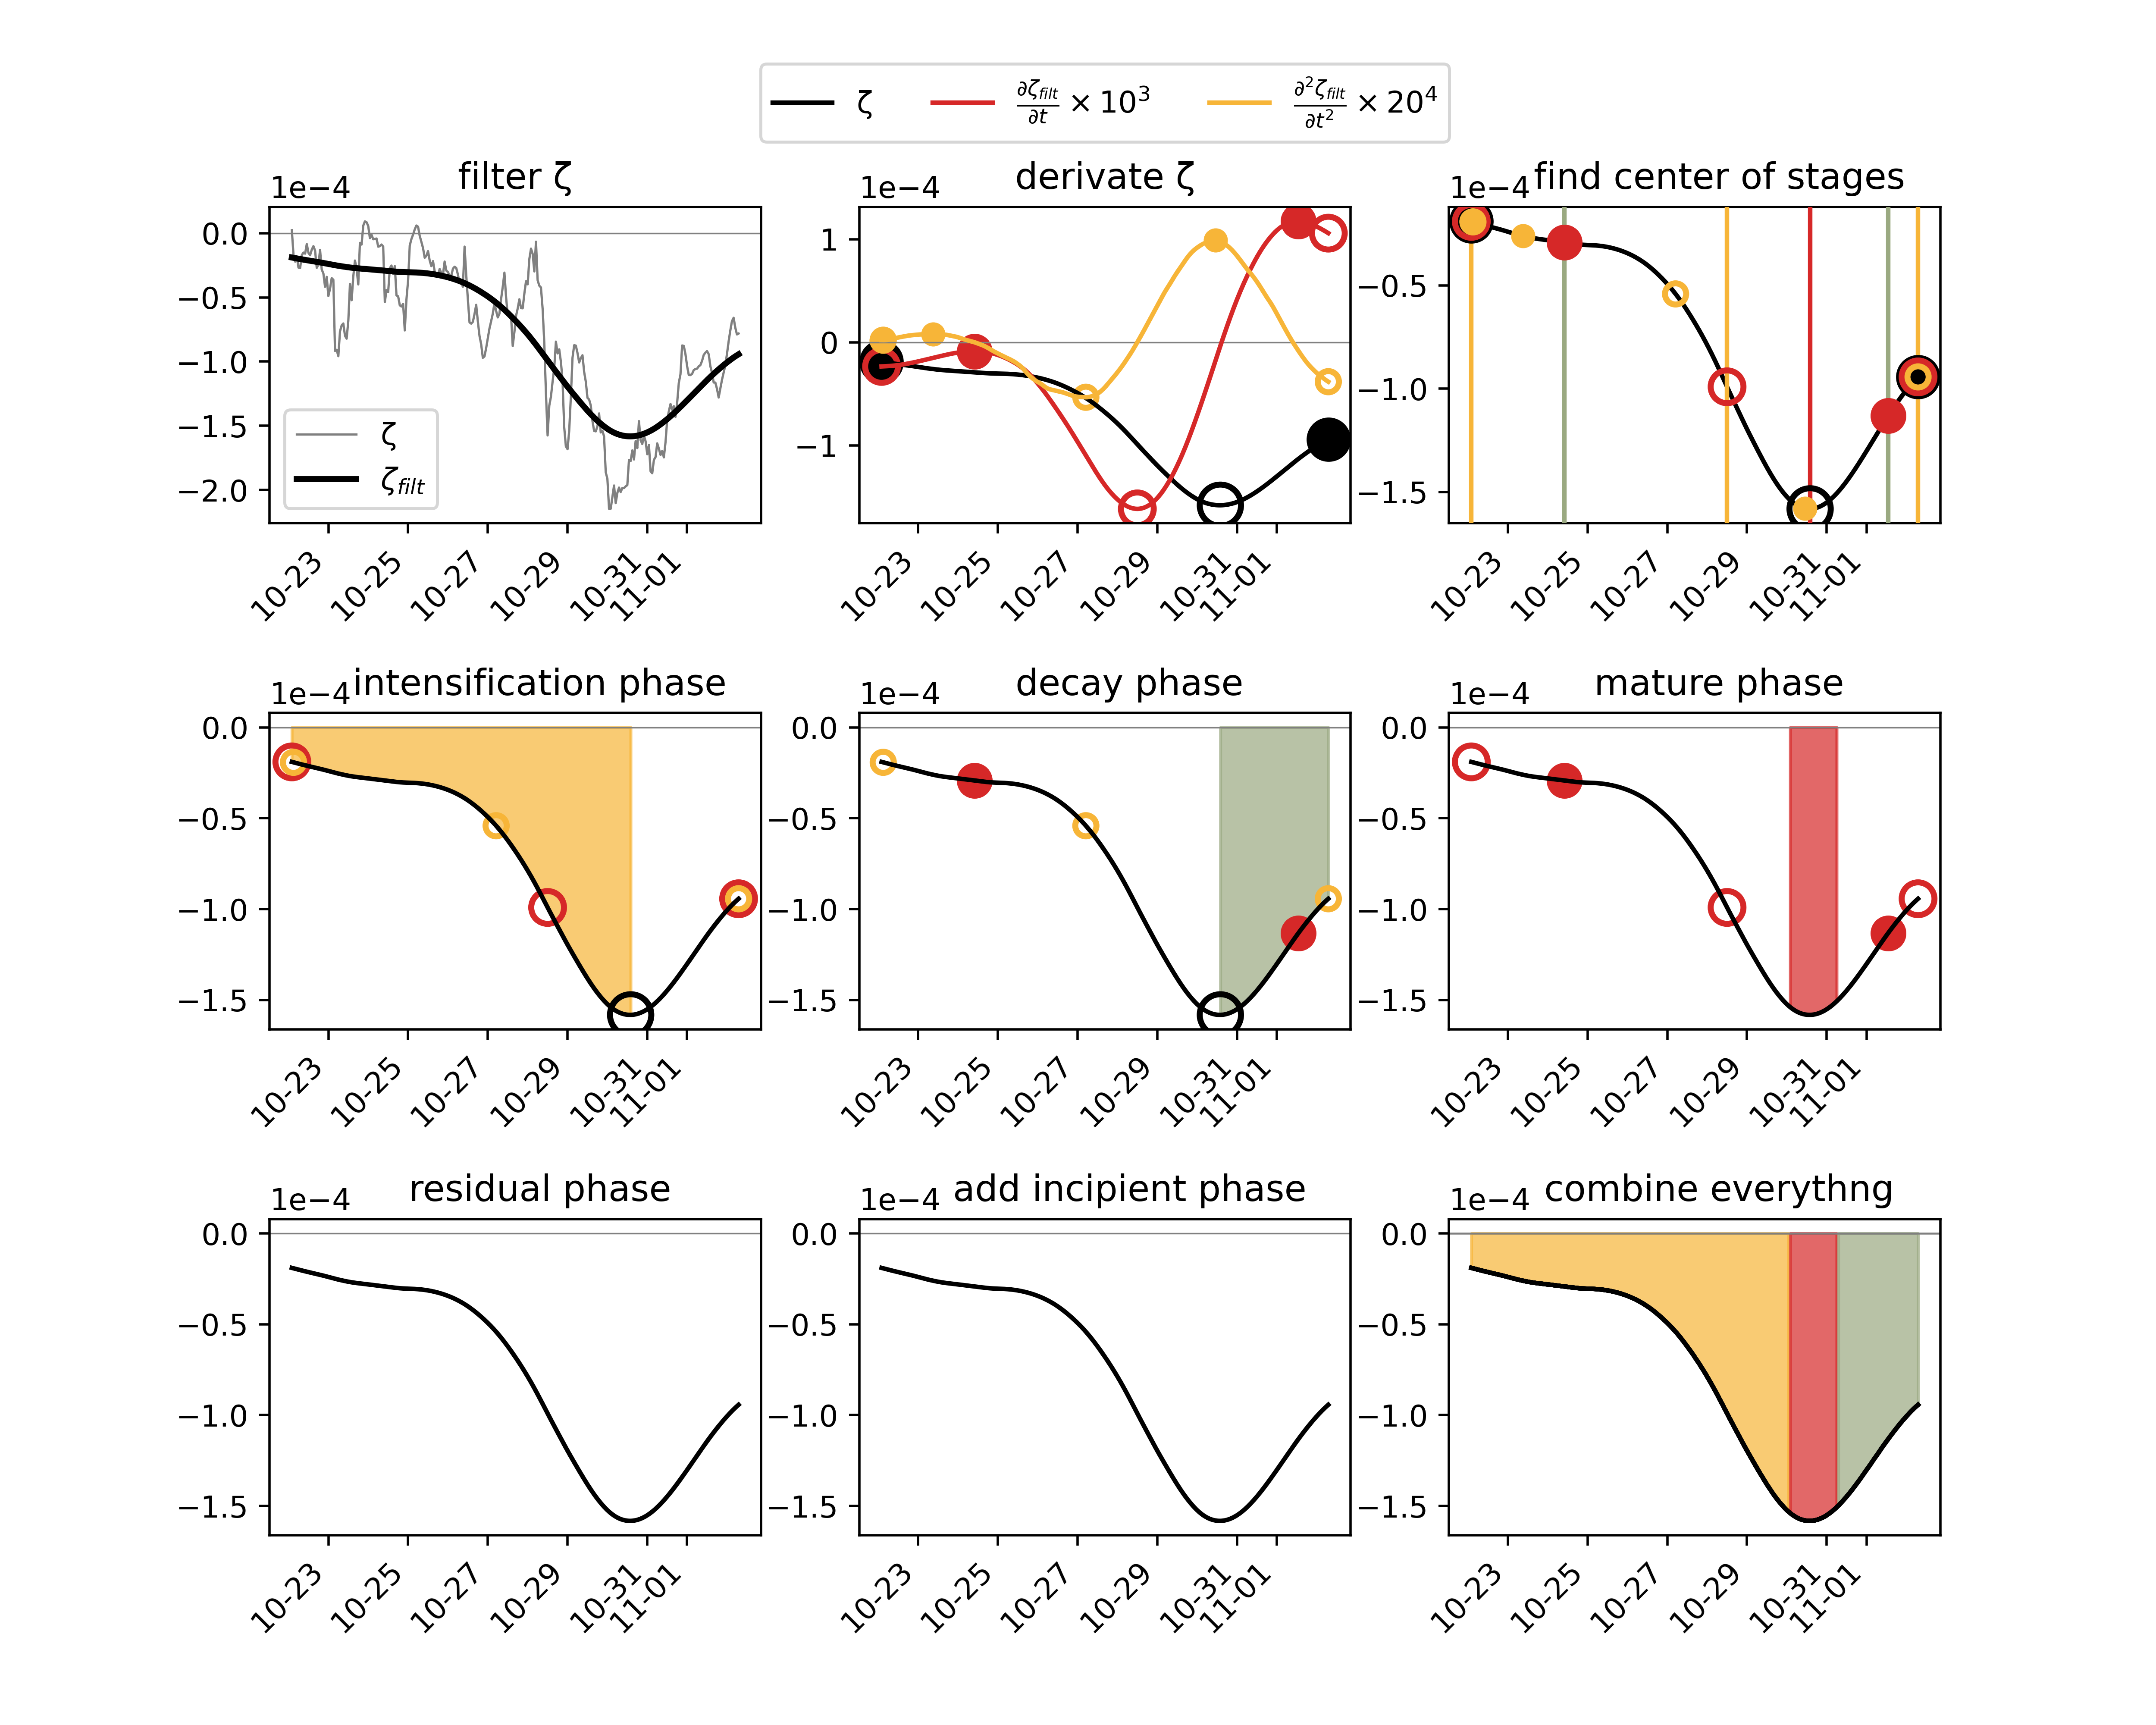 ζ ∂ζ_filt/∂t × 10³ ∂²ζ_filt/∂t² × 20⁴
filter ζ
1e−4
0.0
−0.5
−1.0
−1.5
−2.0
ζ
ζ_filt
10-23 10-25 10-27 10-29 10-31 11-01
derivate ζ
1e−4
1
0
−1
10-23 10-25 10-27 10-29 10-31 11-01
find center of stages
1e−4
−0.5
−1.0
−1.5
10-23 10-25 10-27 10-29 10-31 11-01
intensification phase
1e−4
0.0
−0.5
−1.0
−1.5
10-23 10-25 10-27 10-29 10-31 11-01
decay phase
1e−4
0.0
−0.5
−1.0
−1.5
10-23 10-25 10-27 10-29 10-31 11-01
mature phase
1e−4
0.0
−0.5
−1.0
−1.5
10-23 10-25 10-27 10-29 10-31 11-01
residual phase
1e−4
0.0
−0.5
−1.0
−1.5
10-23 10-25 10-27 10-29 10-31 11-01
add incipient phase
1e−4
0.0
−0.5
−1.0
−1.5
10-23 10-25 10-27 10-29 10-31 11-01
combine everythng
1e−4
0.0
−0.5
−1.0
−1.5
10-23 10-25 10-27 10-29 10-31 11-01